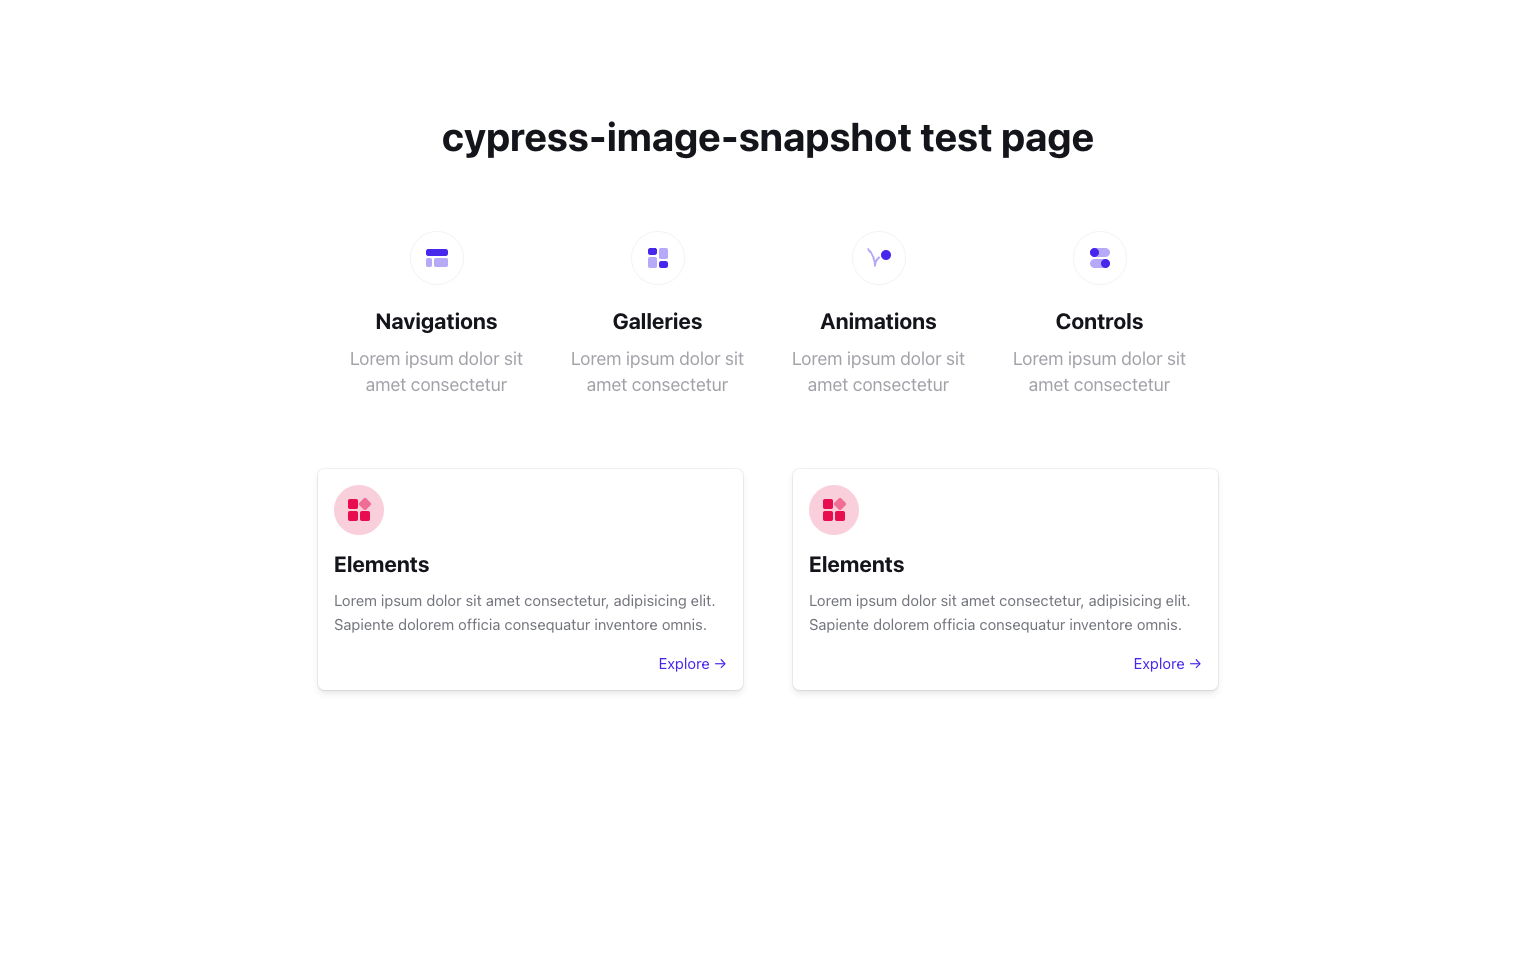 cypress-image-snapshot test page
Navigations
Lorem ipsum dolor sit
amet consectetur
Galleries
Lorem ipsum dolor sit
amet consectetur
Animations
Lorem ipsum dolor sit
amet consectetur
Controls
Lorem ipsum dolor sit
amet consectetur
Elements
Lorem ipsum dolor sit amet consectetur, adipisicing elit.
Sapiente dolorem officia consequatur inventore omnis.
Explore →
Elements
Lorem ipsum dolor sit amet consectetur, adipisicing elit.
Sapiente dolorem officia consequatur inventore omnis.
Explore →